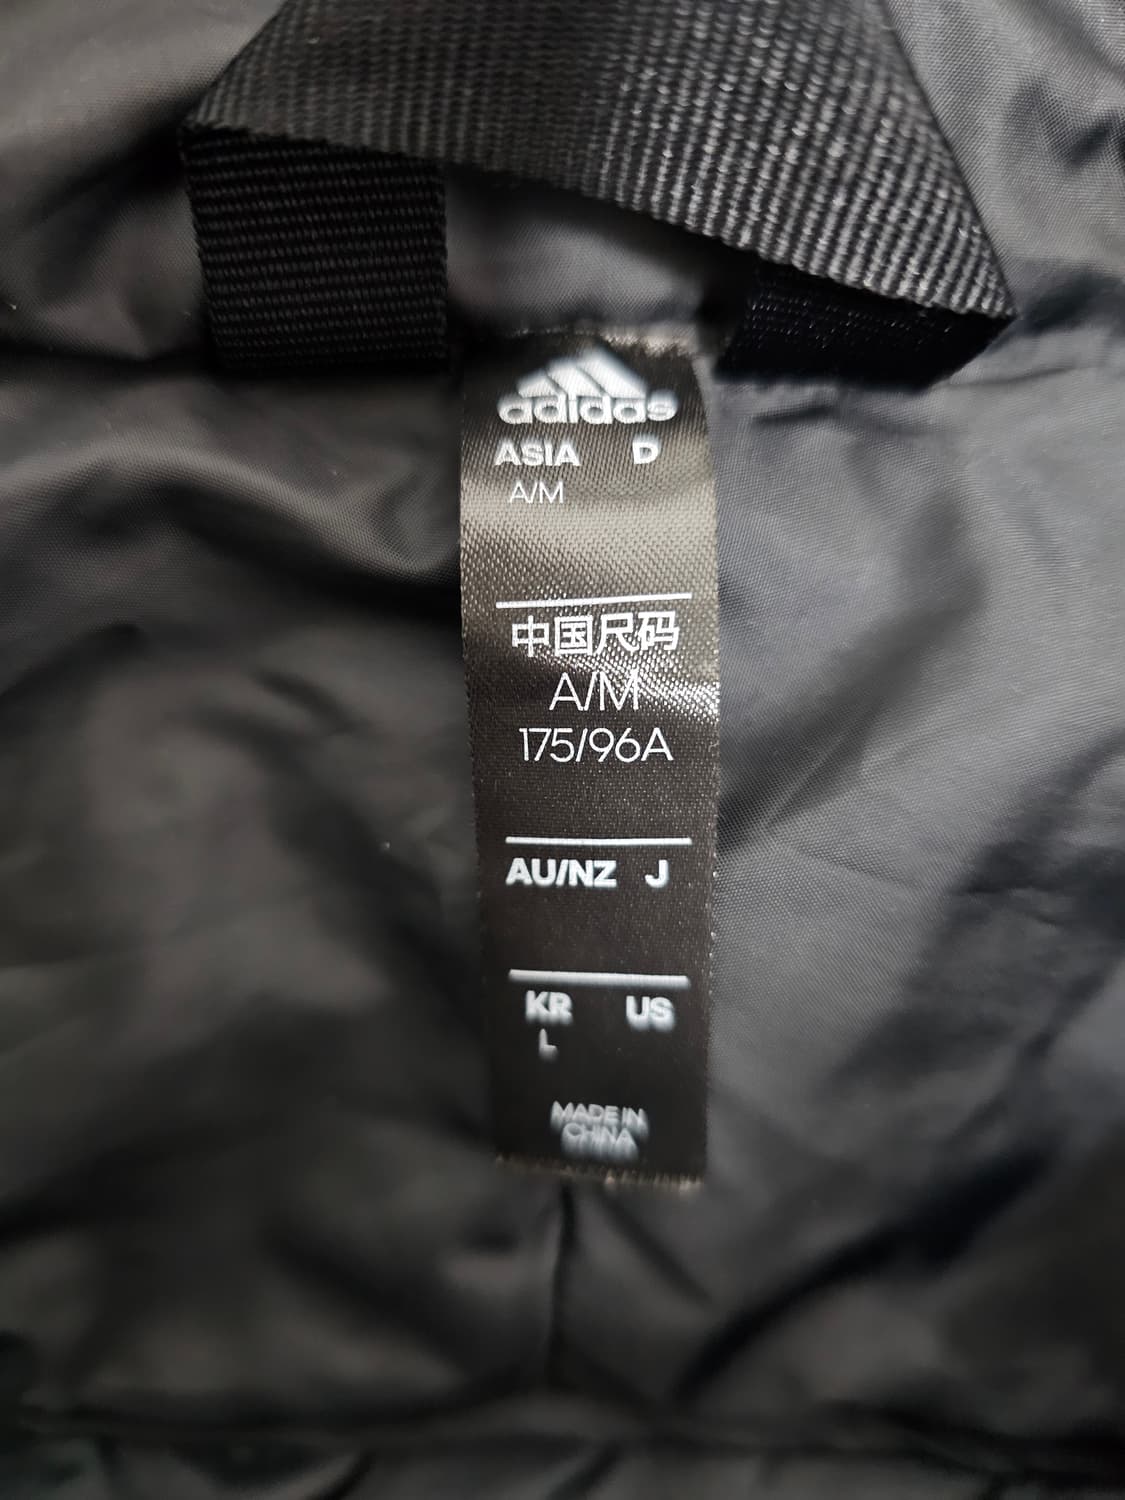 adidas
ASIA D
A/M
中国尺码
A/M
175/96A
AU/NZ J
KR US
L
MADE IN
CHINA